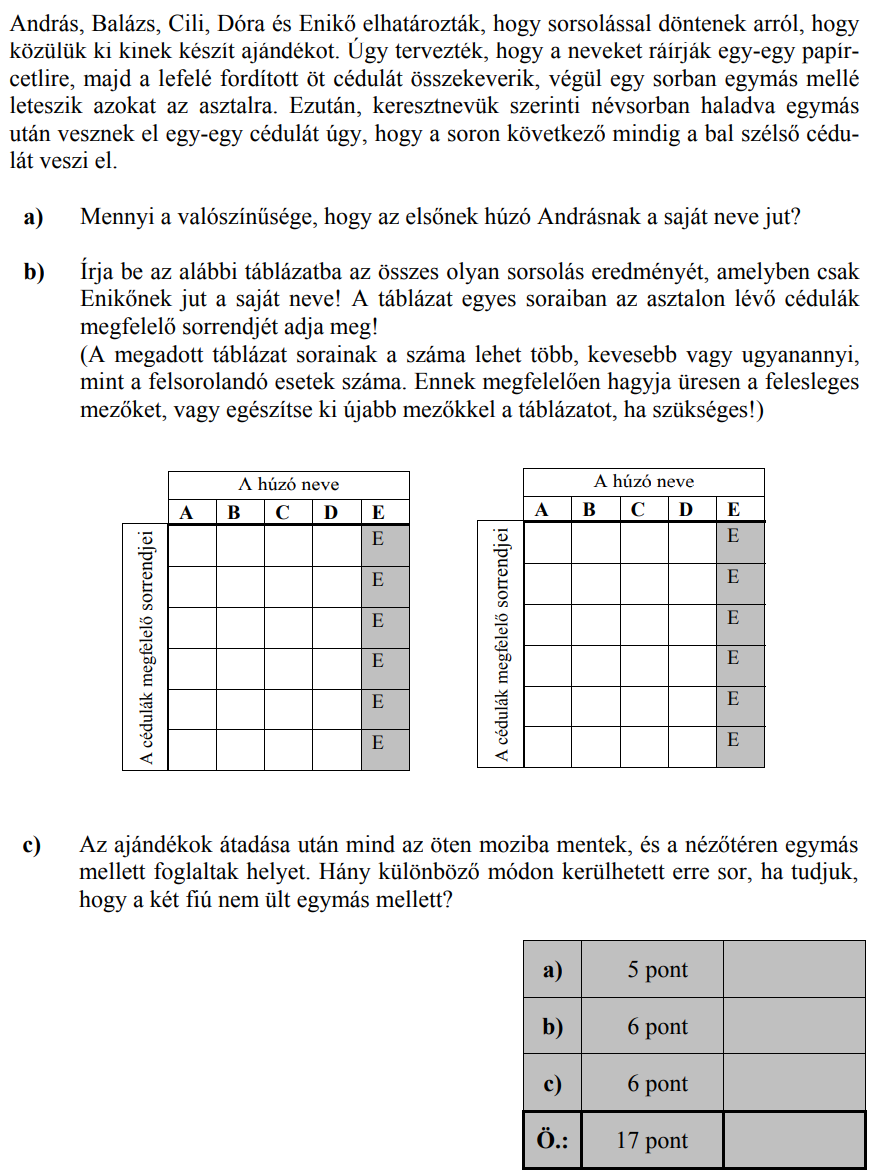 András, Balázs, Cili, Dóra és Enikő elhatározták, hogy sorsolással döntenek arról, hogy
közülük ki kinek készít ajándékot. Úgy tervezték, hogy a neveket ráírják egy-egy papír-
cetlire, majd a lefelé fordított öt cédulát összekeverik, végül egy sorban egymás mellé
leteszik azokat az asztalra. Ezután, keresztnevük szerinti névsorban haladva egymás
után vesznek el egy-egy cédulát úgy, hogy a soron következő mindig a bal szélső cédu-
lát veszi el.
a) Mennyi a valószínűsége, hogy az elsőnek húzó Andrásnak a saját neve jut?
b) Írja be az alábbi táblázatba az összes olyan sorsolás eredményét, amelyben csak
Enikőnek jut a saját neve! A táblázat egyes soraiban az asztalon lévő cédulák
megfelelő sorrendjét adja meg!
(A megadott táblázat sorainak a száma lehet több, kevesebb vagy ugyanannyi,
mint a felsorolandó esetek száma. Ennek megfelelően hagyja üresen a felesleges
mezőket, vagy egészítse ki újabb mezőkkel a táblázatot, ha szükséges!)
A húzó neve
A B C D E
A cédulák megfelelő sorrendjei
E
E
E
E
E
E
A húzó neve
A B C D E
A cédulák megfelelő sorrendjei
E
E
E
E
E
E
c) Az ajándékok átadása után mind az öten moziba mentek, és a nézőtéren egymás
mellett foglaltak helyet. Hány különböző módon kerülhetett erre sor, ha tudjuk,
hogy a két fiú nem ült egymás mellett?
a) 5 pont
b) 6 pont
c) 6 pont
Ö.: 17 pont